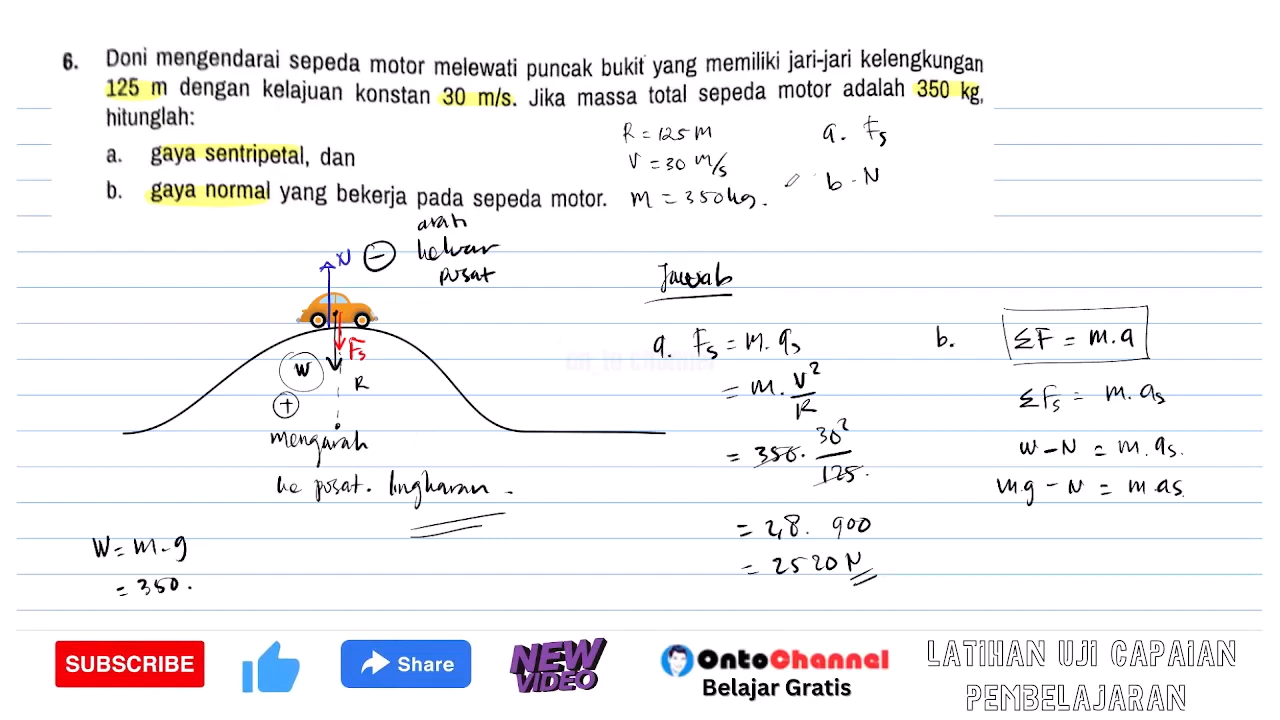 6. Doni mengendarai sepeda motor melewati puncak bukit yang memiliki jari-jari kelengkungan
125 m dengan kelajuan konstan 30 m/s. Jika massa total sepeda motor adalah 350 kg,
hitunglah:
a. gaya sentripetal, dan
b. gaya normal yang bekerja pada sepeda motor.
R = 125 m
V = 30 m/s
m = 350 kg.
a. Fs
b. N
arah
keluar
pusat
N
−
Fs
W
R
+
mengarah
ke pusat. lingkaran.
W = m.g
= 350.
Jawab
a. Fs = m. as
= m. V²/R
= 350. 30²/125.
= 2,8. 900
= 2520 N
b. ΣF = m.a
ΣFs = m. as
W − N = m. as.
m.g − N = m as.
SUBSCRIBE
Share
NEW
VIDEO
OntoChannel
Belajar Gratis
LATIHAN UJI CAPAIAN
PEMBELAJARAN